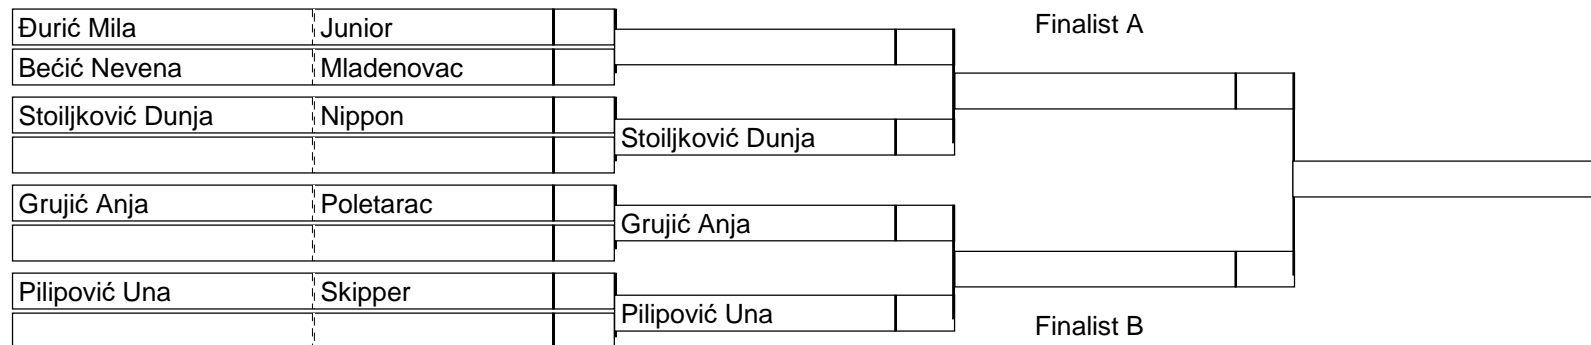 Đurić Mila Junior
Finalist A
Bećić Nevena Mladenovac
Stoiljković Dunja Nippon
Stoiljković Dunja
Grujić Anja Poletarac
Grujić Anja
Pilipović Una Skipper
Pilipović Una
Finalist B